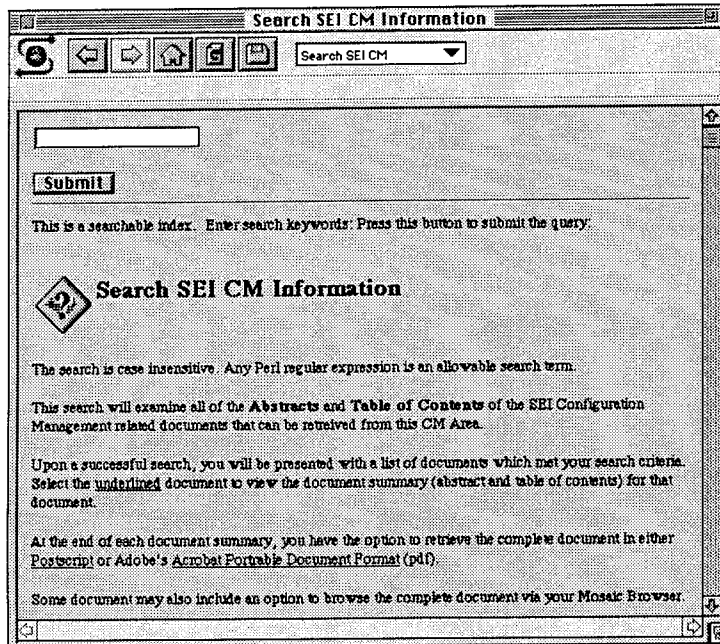 Search SEI CM Information
Search SEI CM
Submit
This is a searchable index. Enter search keywords: Press this button to submit the query:
Search SEI CM Information
The search is case insensitive. Any Perl regular expression is an allowable search term.
This search will examine all of the Abstracts and Table of Contents of the SEI Configuration
Management related documents that can be retreived from this CM Area.
Upon a successful search, you will be presented with a list of documents which met your search criteria.
Select the underlined document to view the document summary (abstract and table of contents) for that
document.
At the end of each document summary, you have the option to retrieve the complete document in either
Postscript or Adobe's Acrobat Portable Document Format (pdf).
Some document may also include an option to browse the complete document via your Mosaic Browser.